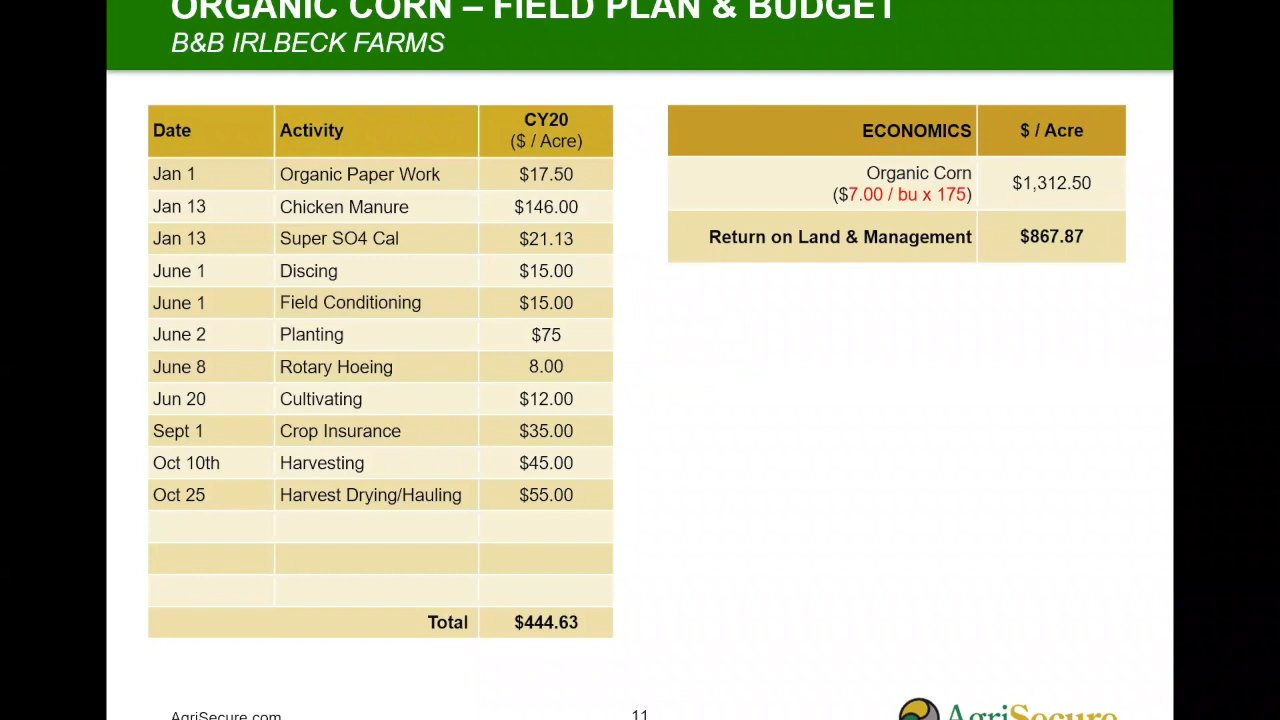 ORGANIC CORN – FIELD PLAN & BUDGET
B&B IRLBECK FARMS
Date Activity CY20 ($ / Acre)
Jan 1 Organic Paper Work $17.50
Jan 13 Chicken Manure $146.00
Jan 13 Super SO4 Cal $21.13
June 1 Discing $15.00
June 1 Field Conditioning $15.00
June 2 Planting $75
June 8 Rotary Hoeing 8.00
Jun 20 Cultivating $12.00
Sept 1 Crop Insurance $35.00
Oct 10th Harvesting $45.00
Oct 25 Harvest Drying/Hauling $55.00
Total $444.63
ECONOMICS $ / Acre
Organic Corn
($7.00 / bu x 175) $1,312.50
Return on Land & Management $867.87
AgriSecure.com 11 AgriSecure